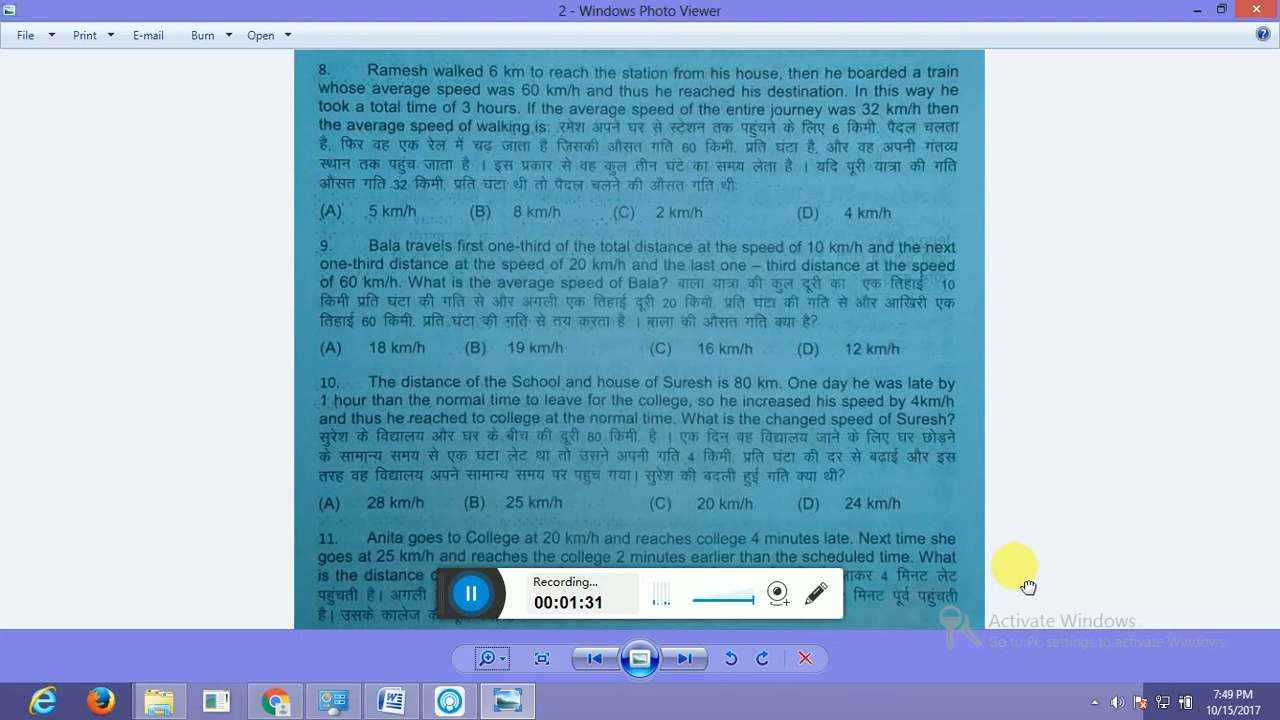 2 - Windows Photo Viewer
File Print E-mail Burn Open
8. Ramesh walked 6 km to reach the station from his house, then he boarded a train
whose average speed was 60 km/h and thus he reached his destination. In this way he
took a total time of 3 hours. If the average speed of the entire journey was 32 km/h then
the average speed of walking is: रमेश अपने घर से स्टेशन तक पहुंचने के लिए 6 किमी. पैदल चलता
है, फिर वह एक रेल में चढ़ जाता है जिसकी औसत गति 60 किमी. प्रति घंटा है, और वह अपनी गंतव्य
स्थान तक पहुंच जाता है । इस प्रकार से वह कुल तीन घंटे का समय लेता है । यदि पूरी यात्रा की गति
औसत गति 32 किमी. प्रति घटा थी तो पैदल चलने की औसत गति थी:
(A) 5 km/h (B) 8 km/h (C) 2 km/h (D) 4 km/h
9. Bala travels first one-third of the total distance at the speed of 10 km/h and the next
one-third distance at the speed of 20 km/h and the last one – third distance at the speed
of 60 km/h. What is the average speed of Bala? बाला यात्रा की कुल दूरी का एक तिहाई 10
किमी प्रति घंटा की गति से और अगली एक तिहाई दूरी 20 किमी. प्रति घंटा की गति से और आखिरी एक
तिहाई 60 किमी. प्रति घंटा की गति से तय करता है । बाला की औसत गति क्या है?
(A) 18 km/h (B) 19 km/h (C) 16 km/h (D) 12 km/h
10. The distance of the School and house of Suresh is 80 km. One day he was late by
1 hour than the normal time to leave for the college, so he increased his speed by 4km/h
and thus he reached to college at the normal time. What is the changed speed of Suresh?
सुरेश के विद्यालय और घर के बीच की दूरी 80 किमी. है । एक दिन वह विद्यालय जाने के लिए घर छोड़ने
के सामान्य समय से एक घंटा लेट था तो उसने अपनी गति 4 किमी. प्रति घंटा की दर से बढ़ाई और इस
तरह वह विद्यालय अपने सामान्य समय पर पहुंच गया। सुरेश की बदली हुई गति क्या थी?
(A) 28 km/h (B) 25 km/h (C) 20 km/h (D) 24 km/h
11. Anita goes to College at 20 km/h and reaches college 4 minutes late. Next time she
goes at 25 km/h and reaches the college 2 minutes earlier than the scheduled time. What
is the distance जाकर 4 मिनट लेट
पहुंचती है। अगली मिनट पूर्व पहुंचती
है। उसके कालेज
Recording...
00:01:31
Activate Windows
Go to PC settings to activate Windows.
7:49 PM
10/15/2017